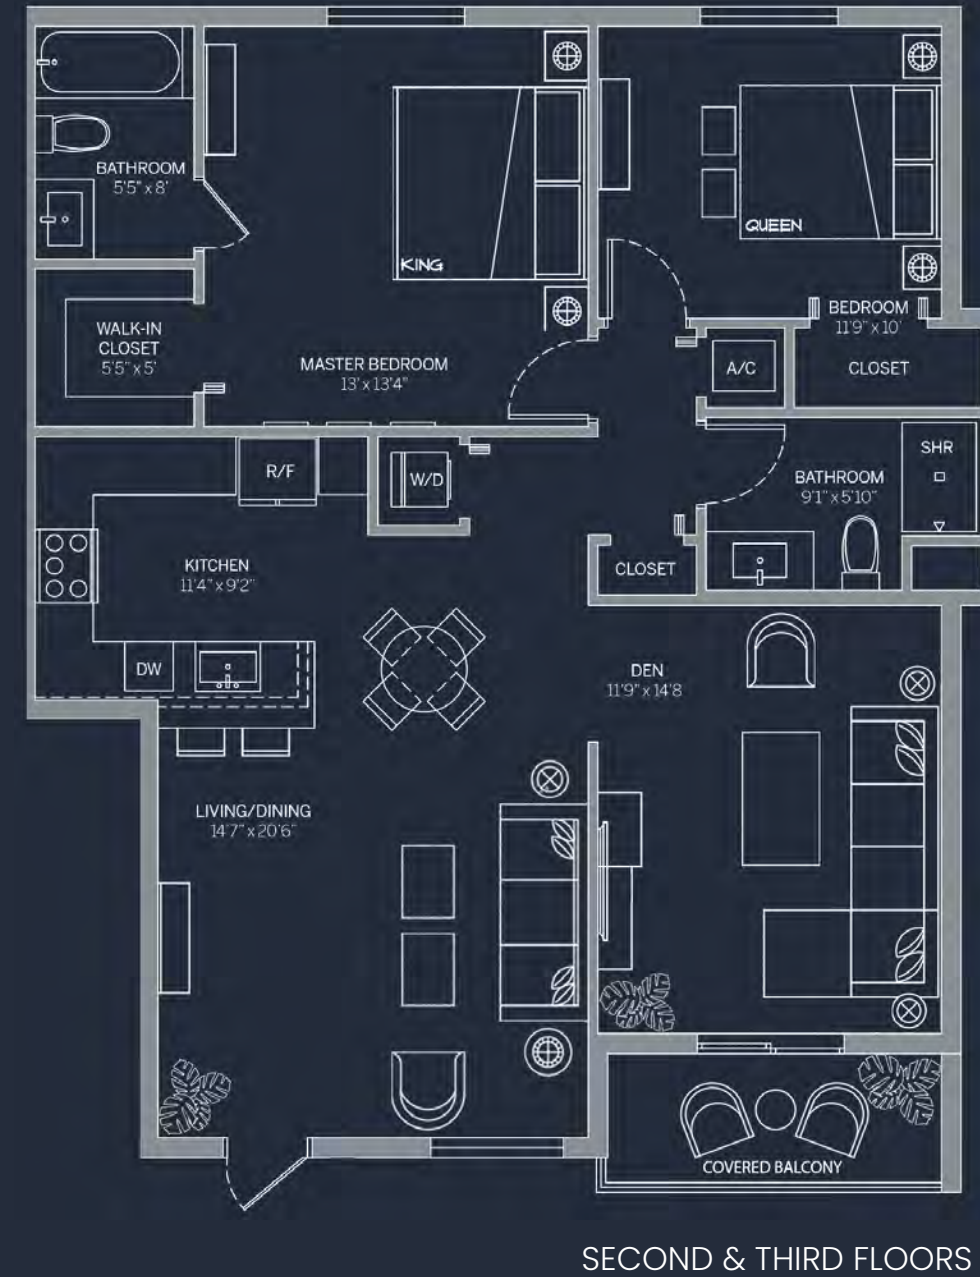 BATHROOM
5'5" x 8'
KING
QUEEN
BEDROOM
11'9" x 10'
WALK-IN
CLOSET
5'5" x 5'
MASTER BEDROOM
13' x 13'4"
A/C
CLOSET
R/F
W/D
BATHROOM
9'1" x 5'10"
SHR
KITCHEN
11'4" x 9'2"
CLOSET
DW
DEN
11'9" x 14'8
LIVING/DINING
14'7" x 20'6"
COVERED BALCONY
SECOND & THIRD FLOORS